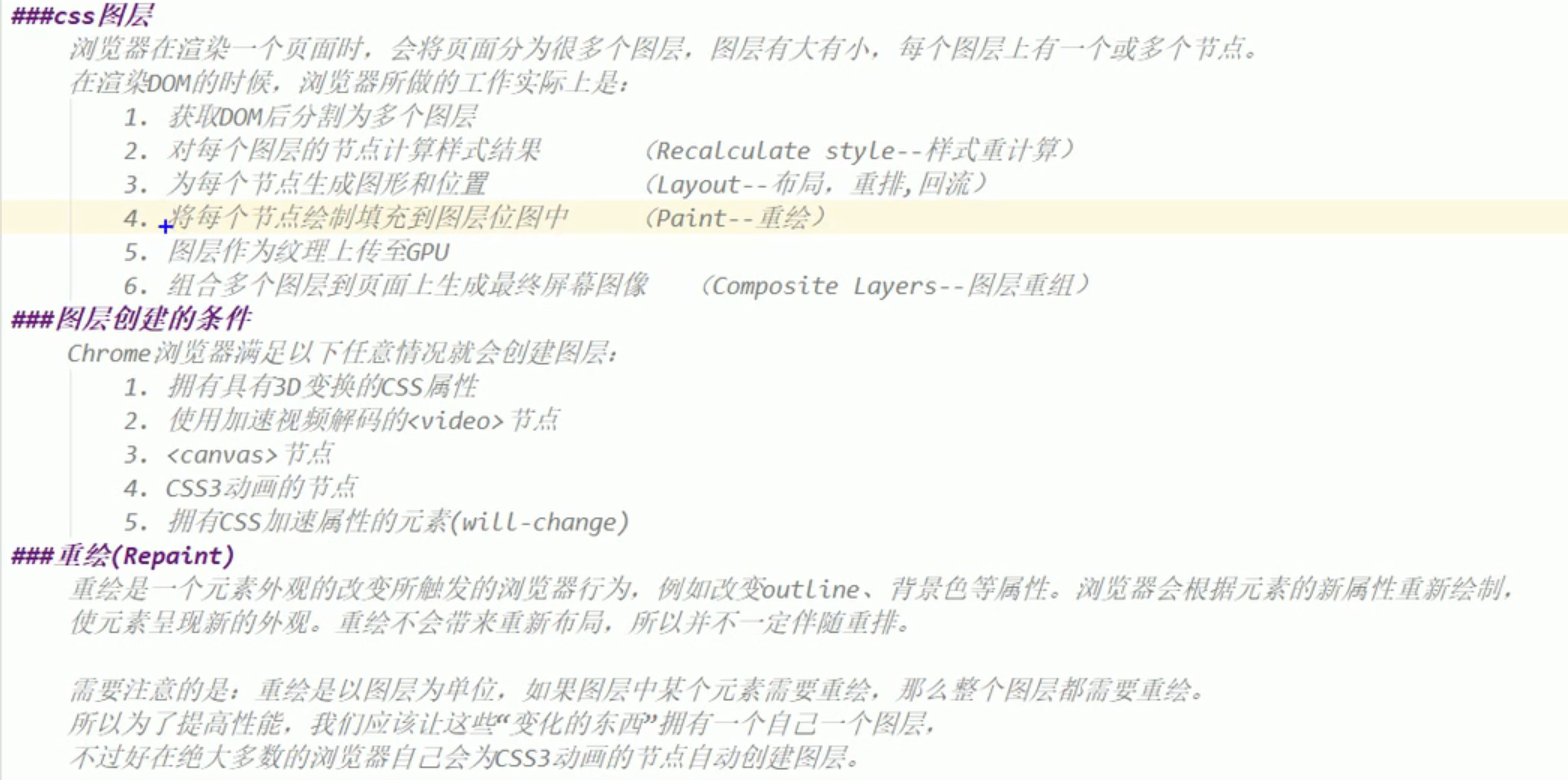 ###css图层
浏览器在渲染一个页面时，会将页面分为很多个图层，图层有大有小，每个图层上有一个或多个节点。
在渲染DOM的时候，浏览器所做的工作实际上是：
1. 获取DOM后分割为多个图层
2. 对每个图层的节点计算样式结果 （Recalculate style--样式重计算）
3. 为每个节点生成图形和位置 （Layout--布局，重排,回流）
4. 将每个节点绘制填充到图层位图中 （Paint--重绘）
5. 图层作为纹理上传至GPU
6. 组合多个图层到页面上生成最终屏幕图像 （Composite Layers--图层重组）
###图层创建的条件
Chrome浏览器满足以下任意情况就会创建图层：
1. 拥有具有3D变换的CSS属性
2. 使用加速视频解码的<video>节点
3. <canvas>节点
4. CSS3动画的节点
5. 拥有CSS加速属性的元素(will-change)
###重绘(Repaint)
重绘是一个元素外观的改变所触发的浏览器行为，例如改变outline、背景色等属性。浏览器会根据元素的新属性重新绘制，
使元素呈现新的外观。重绘不会带来重新布局，所以并不一定伴随重排。
需要注意的是：重绘是以图层为单位，如果图层中某个元素需要重绘，那么整个图层都需要重绘。
所以为了提高性能，我们应该让这些“变化的东西”拥有一个自己一个图层，
不过好在绝大多数的浏览器自己会为CSS3动画的节点自动创建图层。